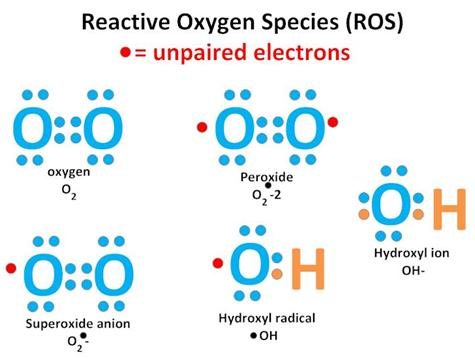 Reactive Oxygen Species (ROS)
•= unpaired electrons
O::O
oxygen
O2
O::O
Peroxide
O2•-2
O H
Hydroxyl ion
OH-
O::O
Superoxide anion
O2•-
O:H
Hydroxyl radical
•OH